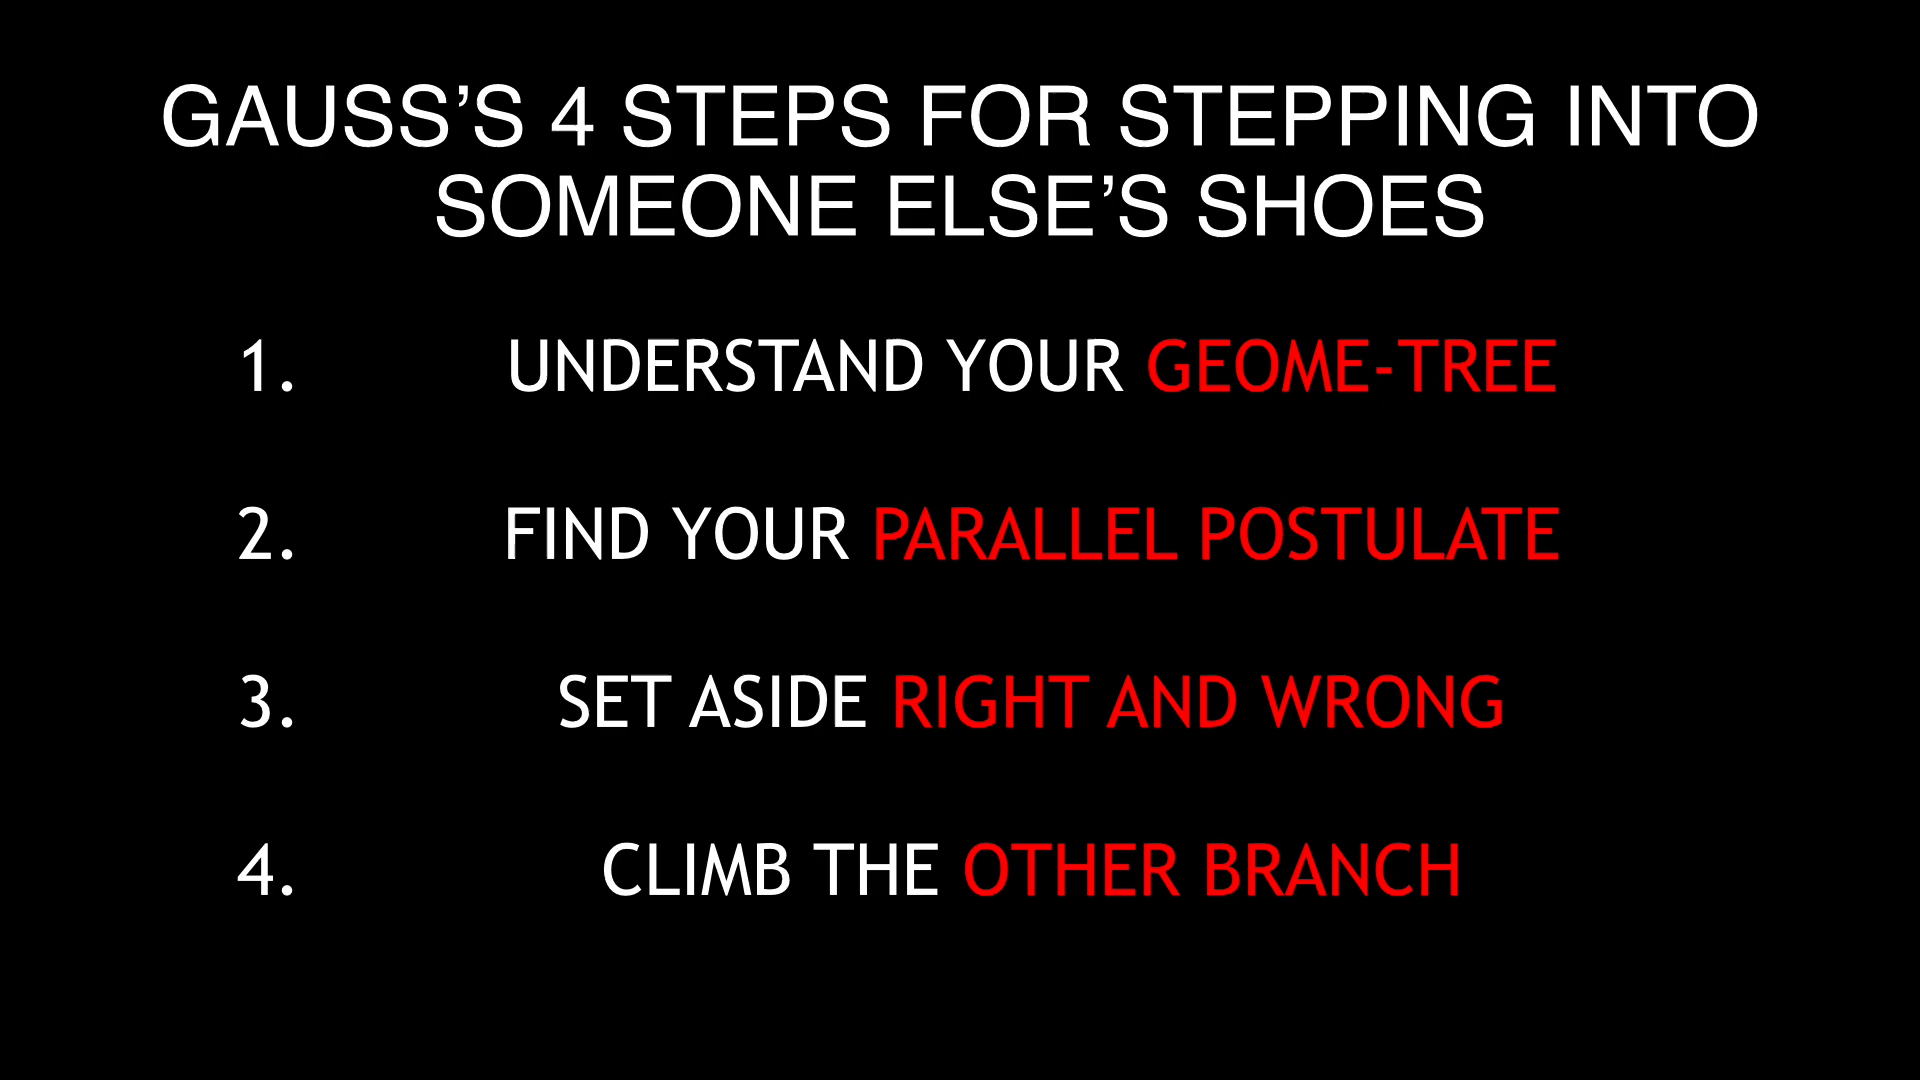 GAUSS’S 4 STEPS FOR STEPPING INTO
SOMEONE ELSE’S SHOES
1. UNDERSTAND YOUR GEOME-TREE
2. FIND YOUR PARALLEL POSTULATE
3. SET ASIDE RIGHT AND WRONG
4. CLIMB THE OTHER BRANCH